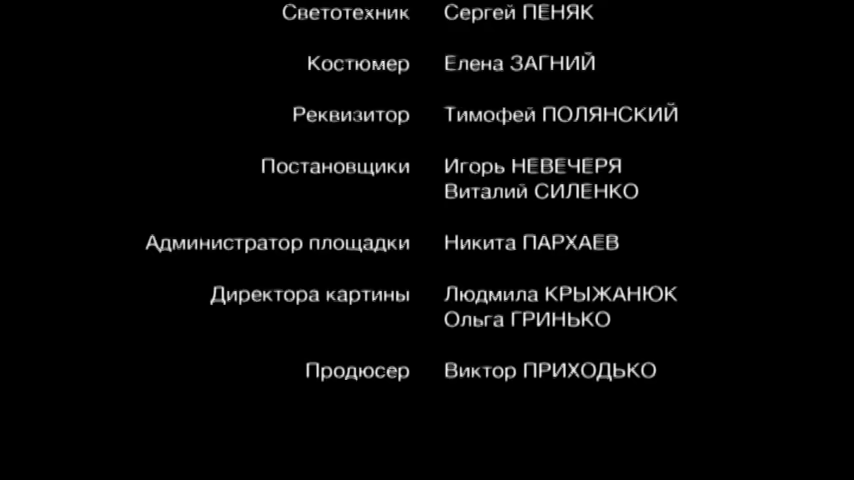 Светотехник Сергей ПЕНЯК
Костюмер Елена ЗАГНИЙ
Реквизитор Тимофей ПОЛЯНСКИЙ
Постановщики Игорь НЕВЕЧЕРЯ
Виталий СИЛЕНКО
Администратор площадки Никита ПАРХАЕВ
Директора картины Людмила КРЫЖАНЮК
Ольга ГРИНЬКО
Продюсер Виктор ПРИХОДЬКО